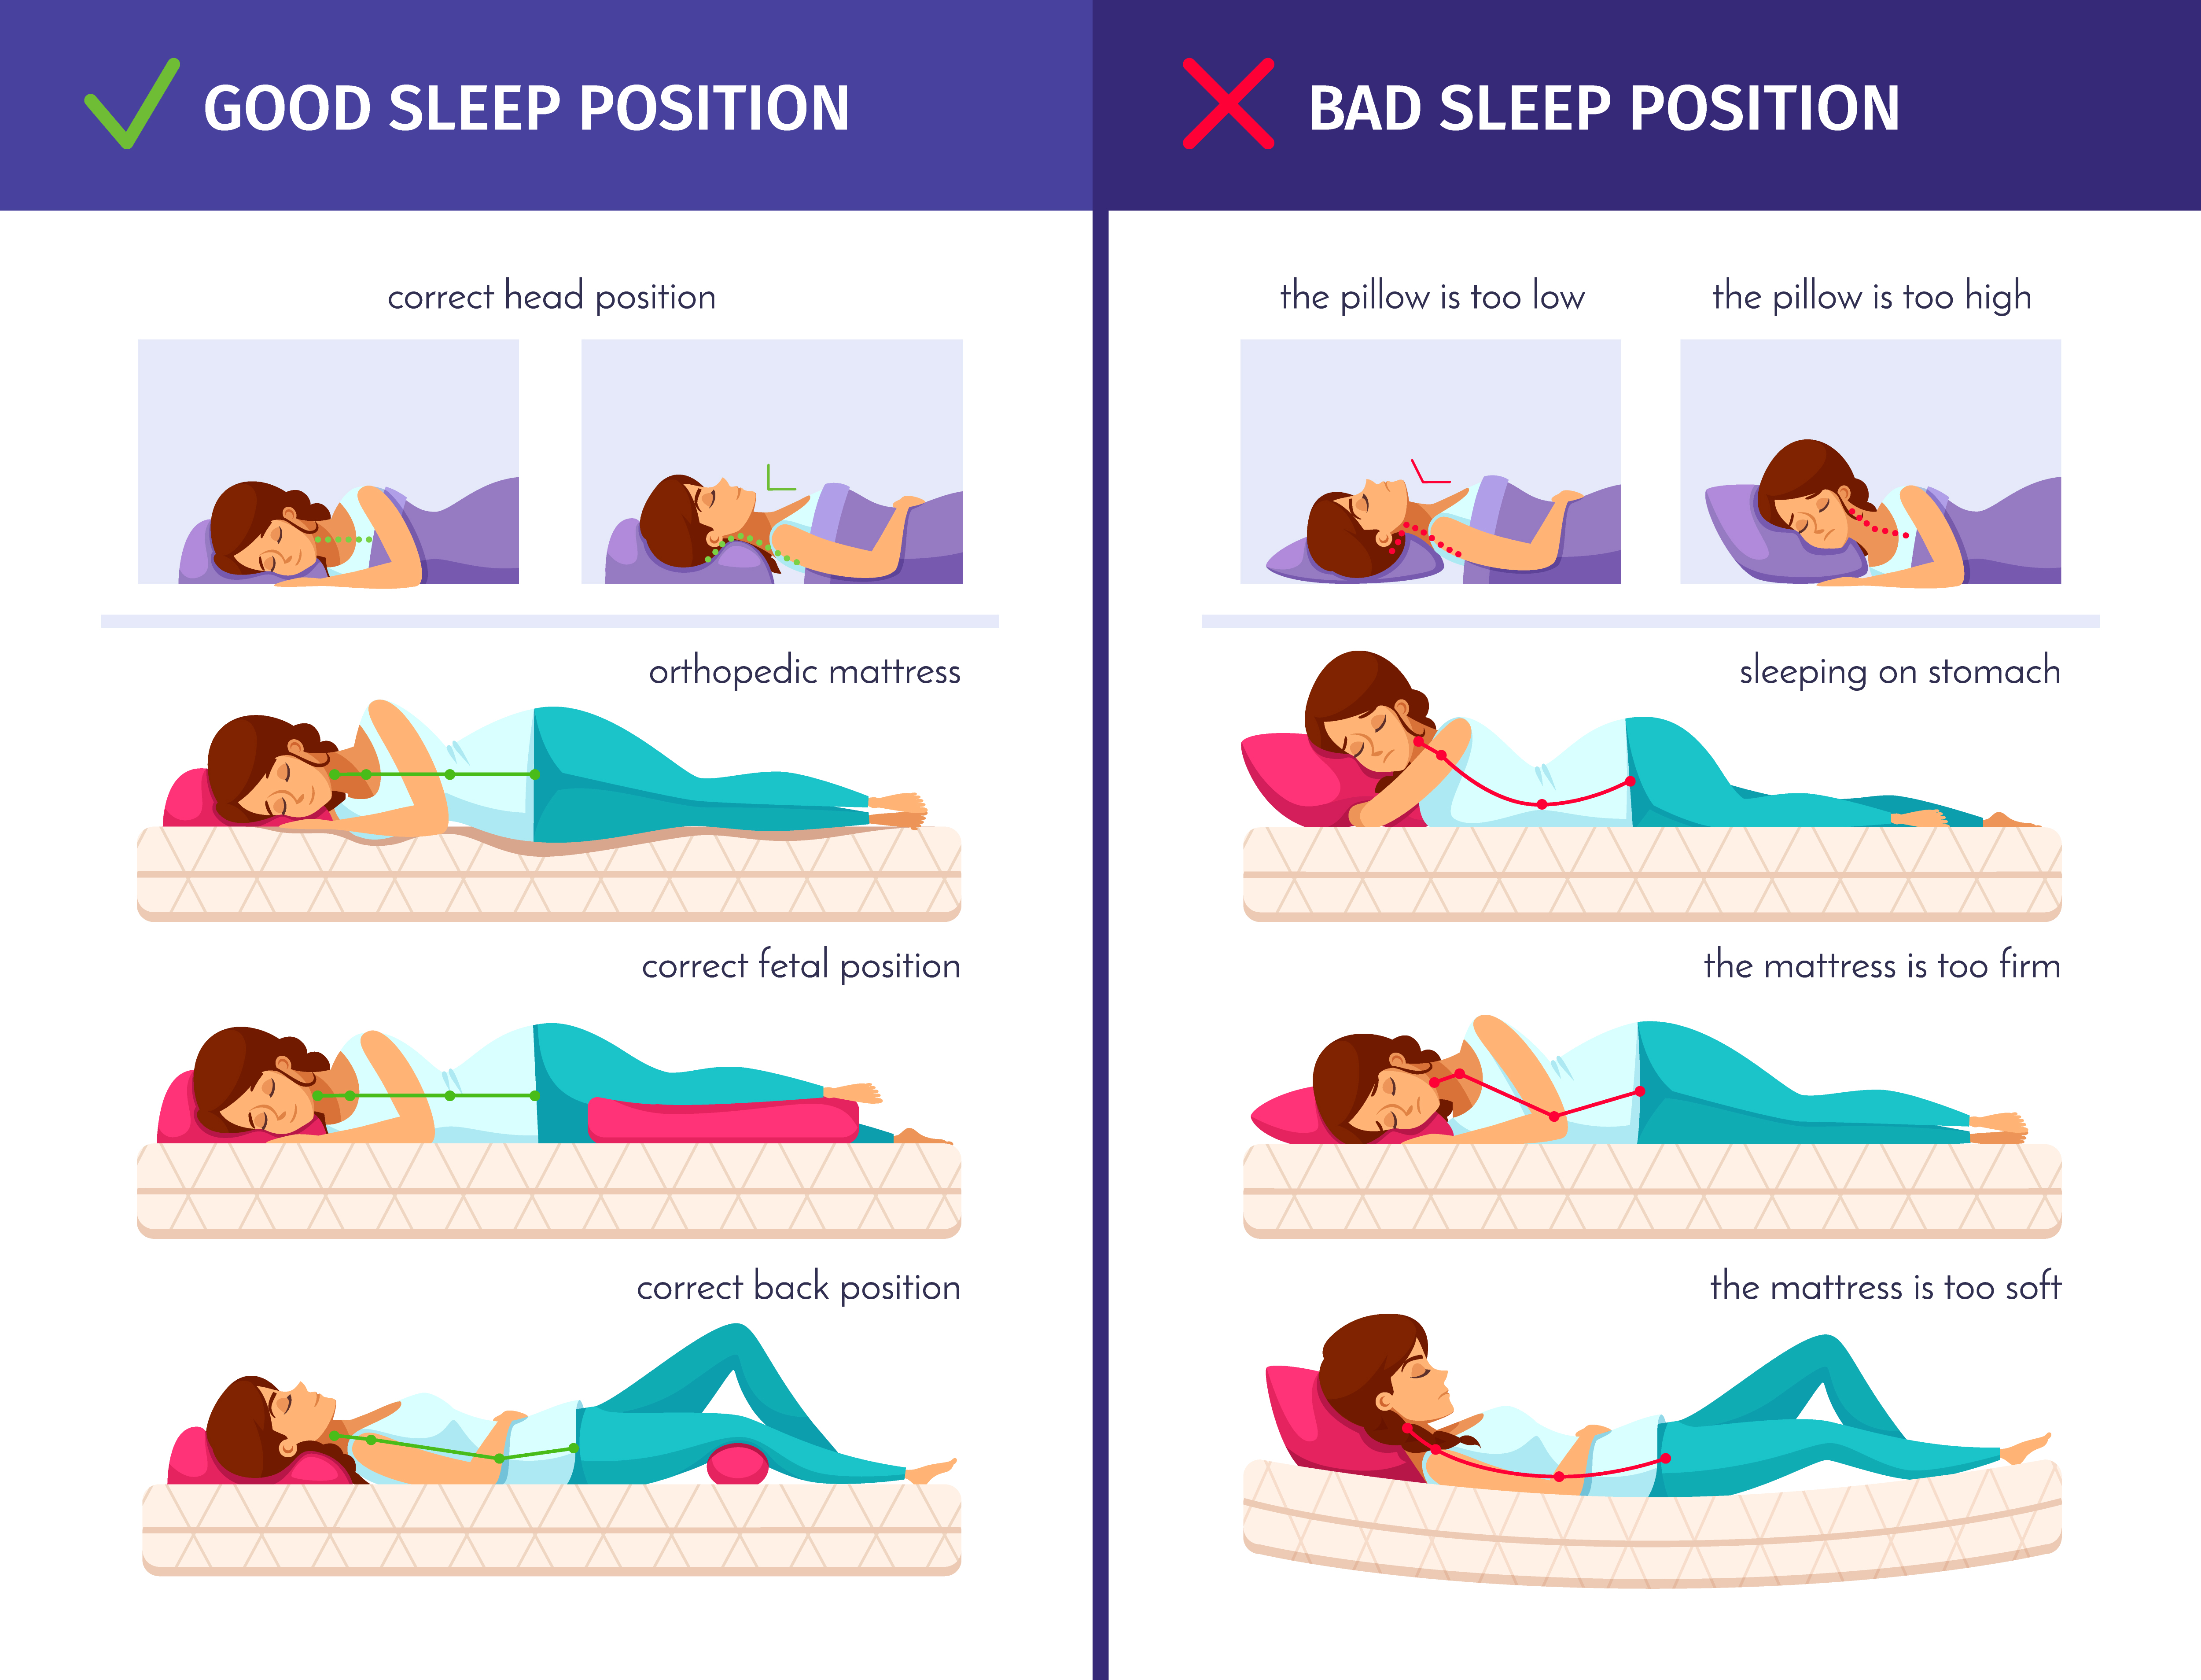 GOOD SLEEP POSITION
correct head position
orthopedic mattress
correct fetal position
correct back position
BAD SLEEP POSITION
the pillow is too low
the pillow is too high
sleeping on stomach
the mattress is too firm
the mattress is too soft